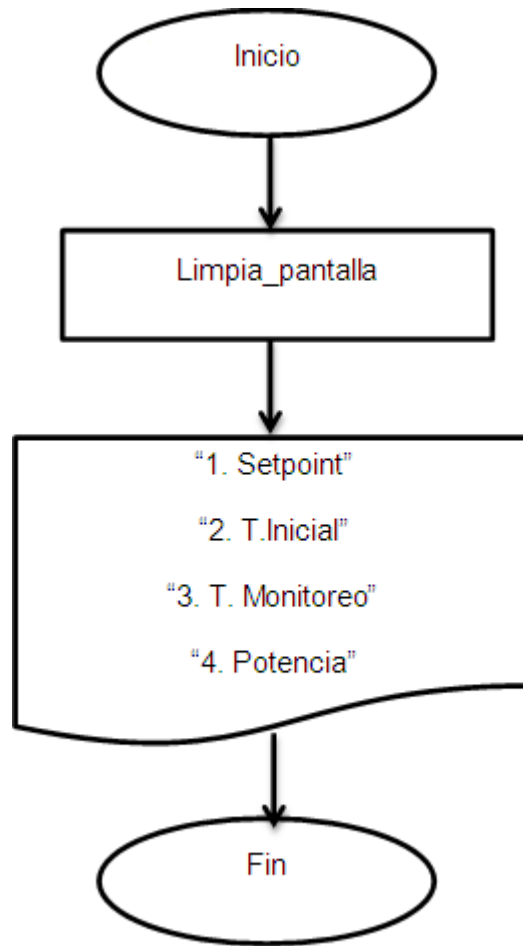 Inicio
Limpia_pantalla
“1. Setpoint”
“2. T.Inicial”
“3. T. Monitoreo”
“4. Potencia”
Fin